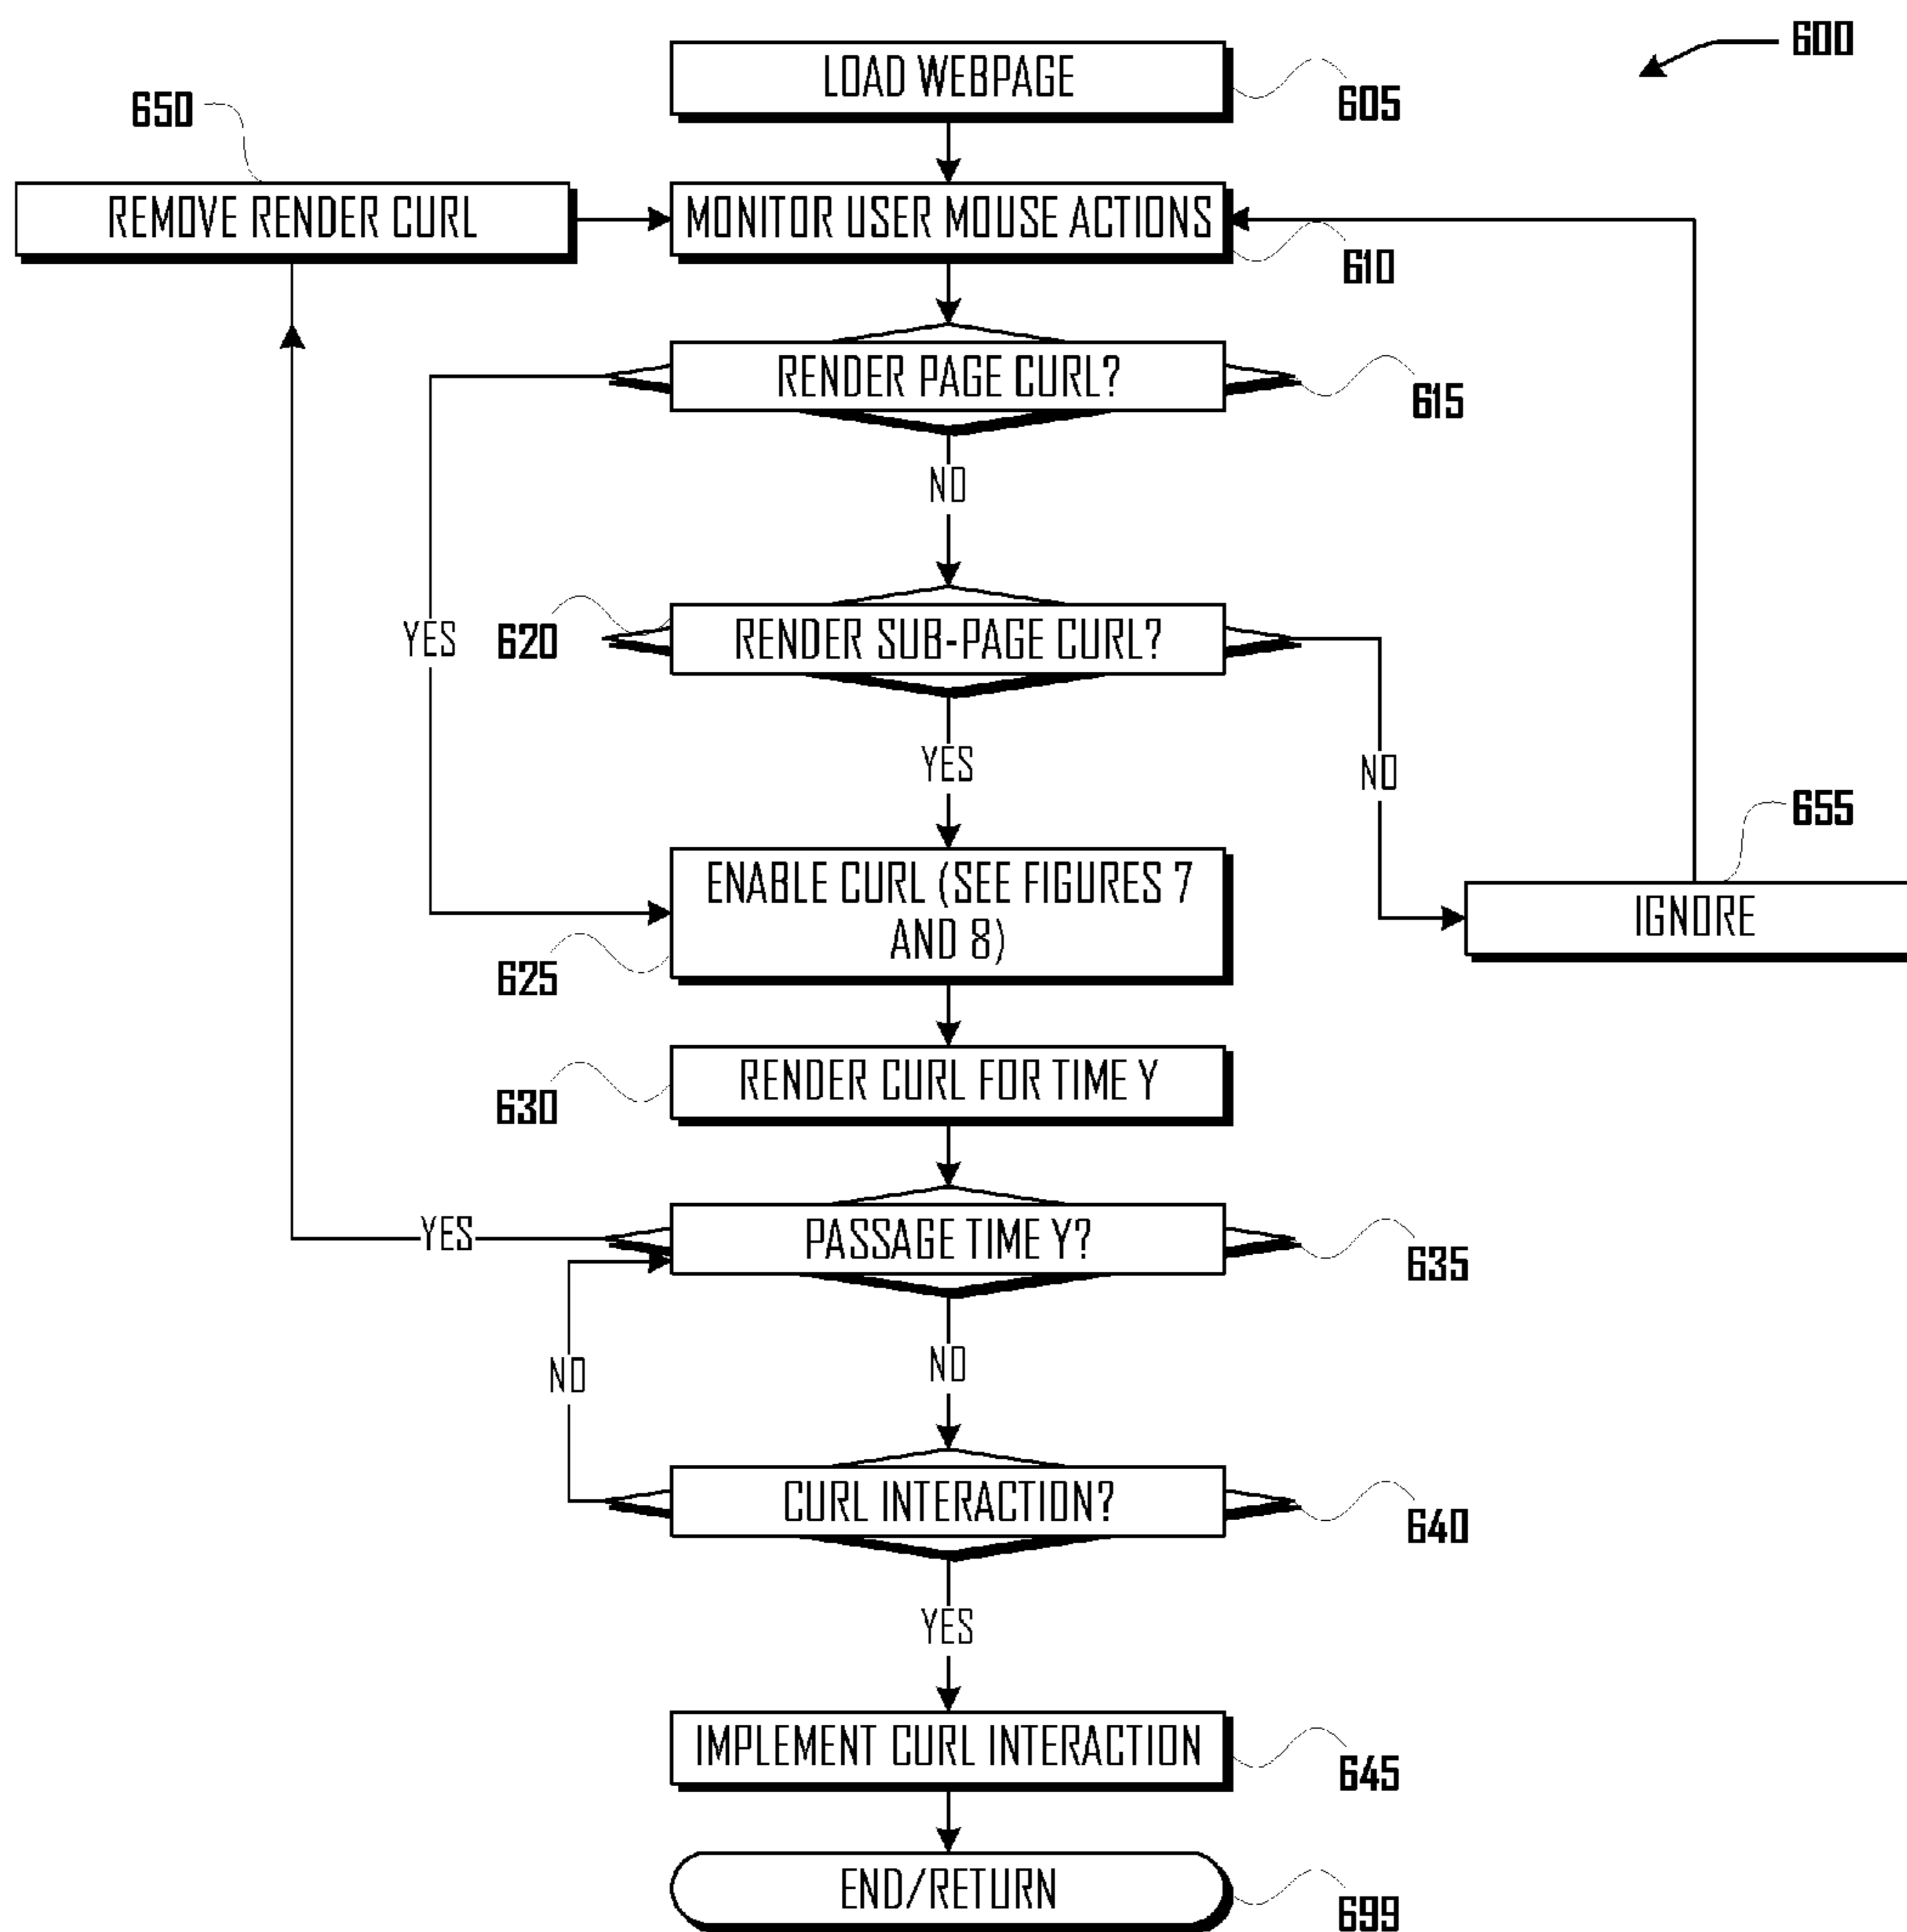 600
LOAD WEBPAGE
605
650
REMOVE RENDER CURL
MONITOR USER MOUSE ACTIONS
610
RENDER PAGE CURL?
615
NO
YES
620
RENDER SUB-PAGE CURL?
YES
NO
655
ENABLE CURL (SEE FIGURES 7
AND 8)
IGNORE
625
RENDER CURL FOR TIME Y
630
PASSAGE TIME Y?
YES
635
NO
NO
CURL INTERACTION?
640
YES
IMPLEMENT CURL INTERACTION
645
END/RETURN
699